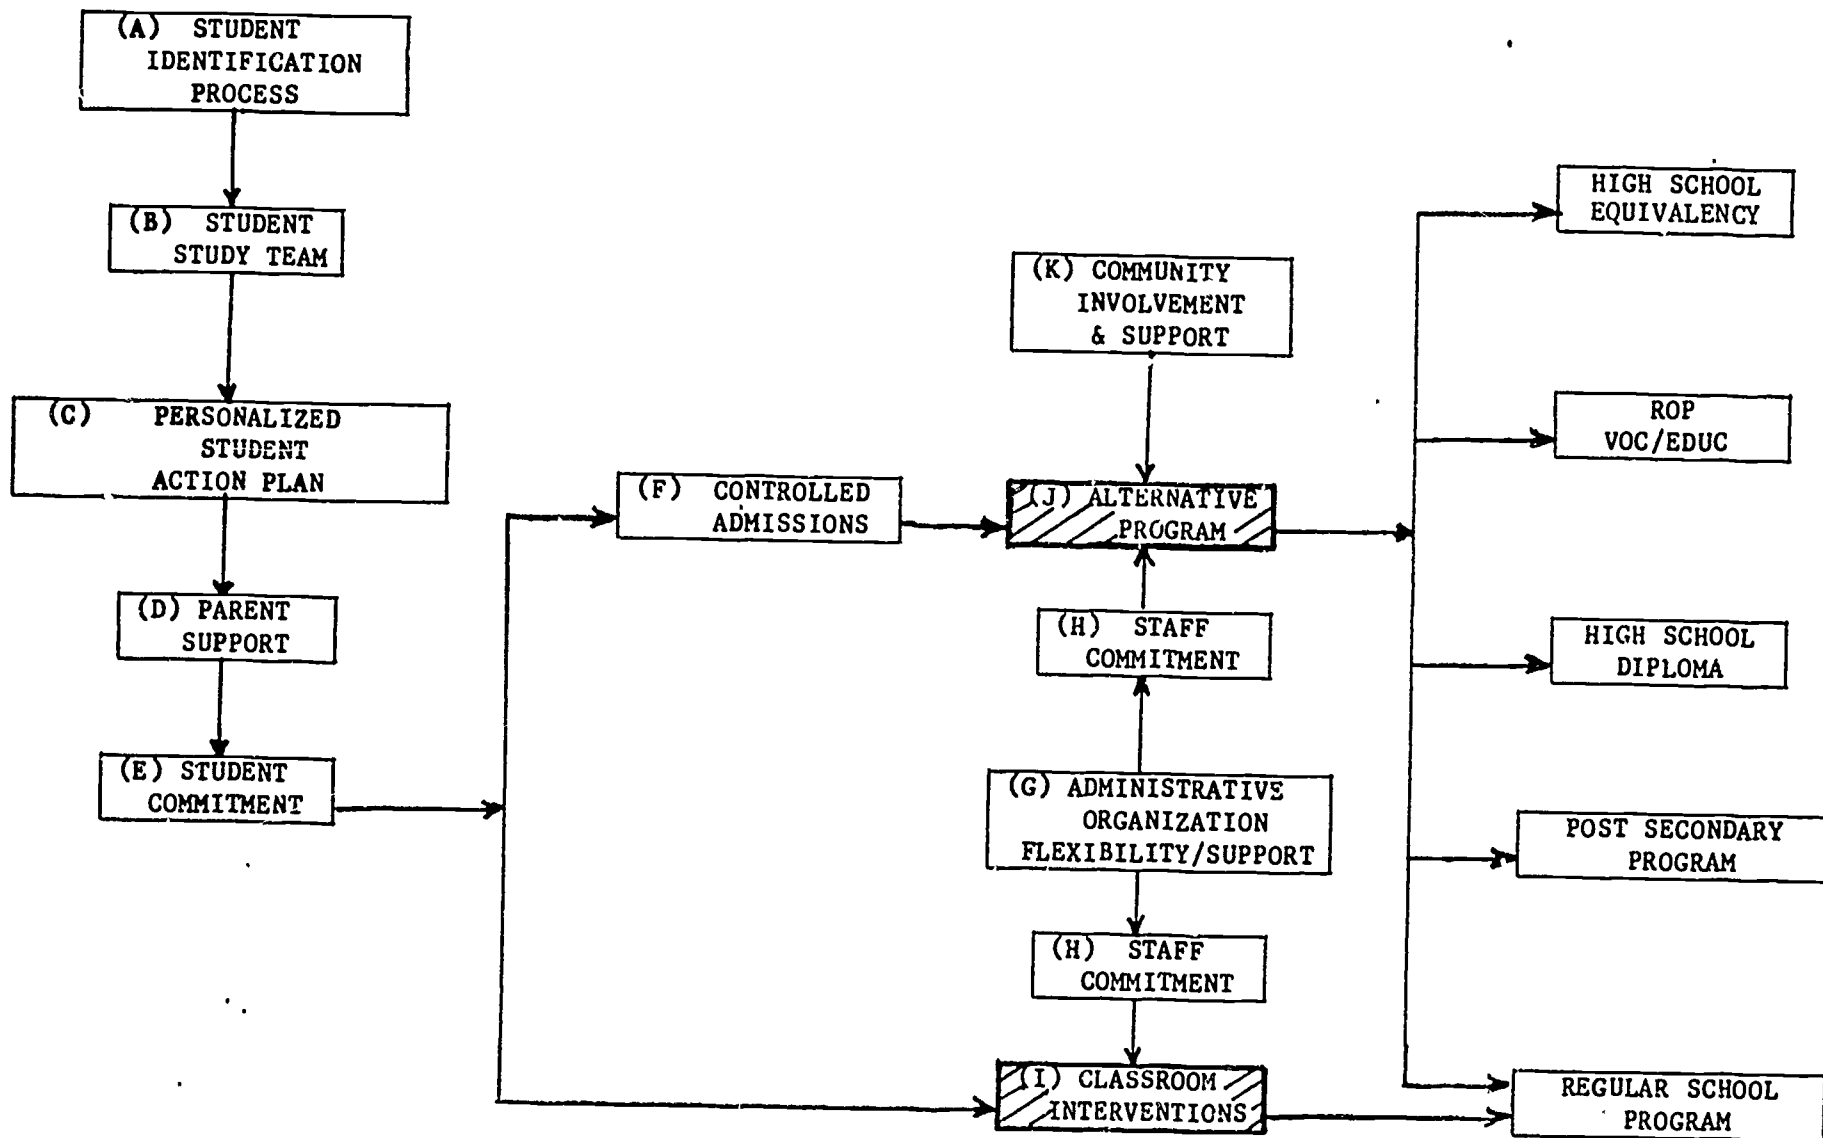 (A) STUDENT
IDENTIFICATION
PROCESS
(B) STUDENT
STUDY TEAM
(C) PERSONALIZED
STUDENT
ACTION PLAN
(D) PARENT
SUPPORT
(E) STUDENT
COMMITMENT
(F) CONTROLLED
ADMISSIONS
(K) COMMUNITY
INVOLVEMENT
& SUPPORT
(J) ALTERNATIVE
PROGRAM
(H) STAFF
COMMITMENT
(G) ADMINISTRATIVE
ORGANIZATION
FLEXIBILITY/SUPPORT
(H) STAFF
COMMITMENT
(I) CLASSROOM
INTERVENTIONS
HIGH SCHOOL
EQUIVALENCY
ROP
VOC/EDUC
HIGH SCHOOL
DIPLOMA
POST SECONDARY
PROGRAM
REGULAR SCHOOL
PROGRAM